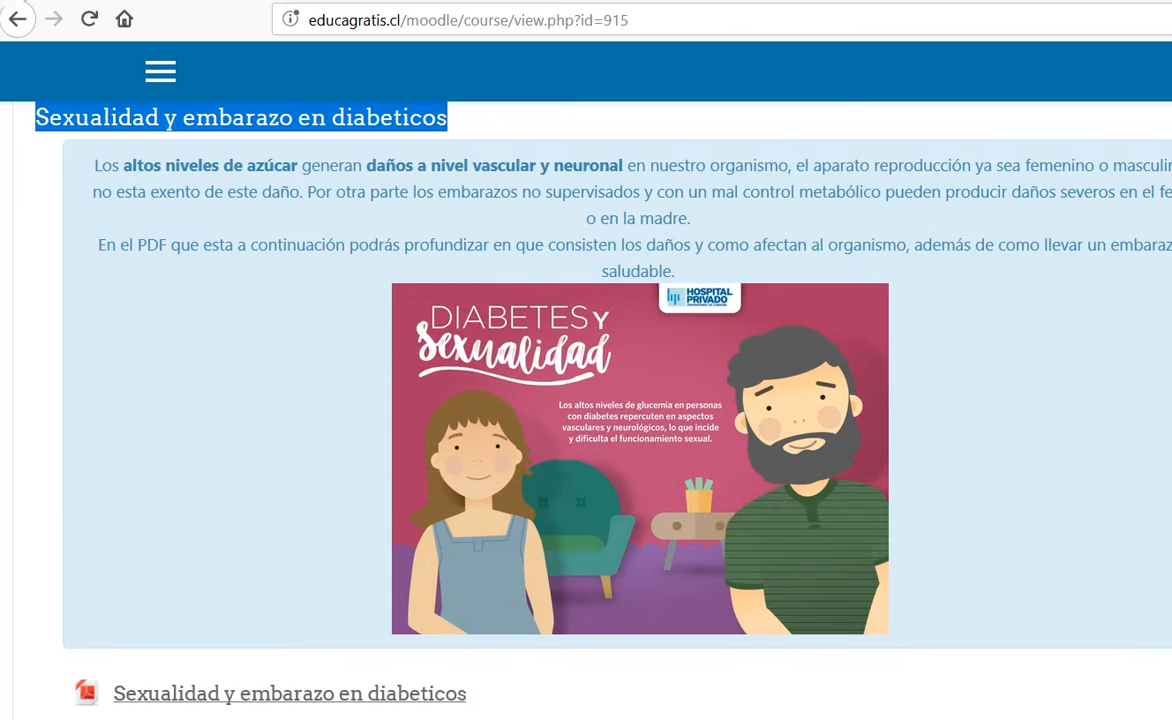 educagratis.cl/moodle/course/view.php?id=915
Sexualidad y embarazo en diabeticos
Los altos niveles de azúcar generan daños a nivel vascular y neuronal en nuestro organismo, el aparato reproducción ya sea femenino o masculin
no esta exento de este daño. Por otra parte los embarazos no supervisados y con un mal control metabólico pueden producir daños severos en el fe
o en la madre.
En el PDF que esta a continuación podrás profundizar en que consisten los daños y como afectan al organismo, además de como llevar un embaraz
saludable.
HOSPITAL
PRIVADO
DIABETES Y
Sexualidad
Los altos niveles de glucemia en personas
con diabetes repercuten en aspectos
vasculares y neurológicos, lo que incide
y dificulta el funcionamiento sexual.
Sexualidad y embarazo en diabeticos